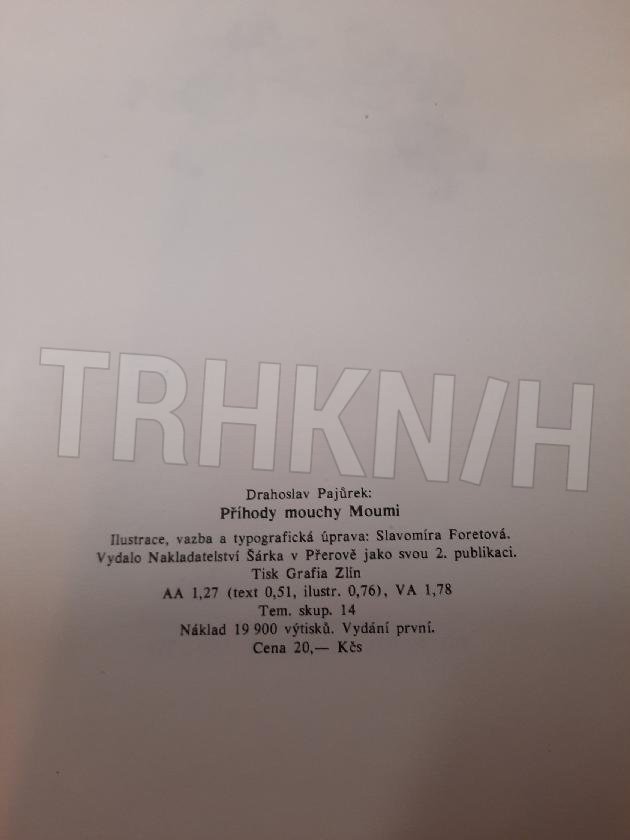 TRHKN/H
Drahoslav Pajůrek:
Příhody mouchy Moumi
Ilustrace, vazba a typografická úprava: Slavomíra Foretová.
Vydalo Nakladatelství Šárka v Přerově jako svou 2. publikaci.
Tisk Grafia Zlín
AA 1,27 (text 0,51, ilustr. 0,76), VA 1,78
Tem. skup. 14
Náklad 19 900 výtisků. Vydání první.
Cena 20,— Kčs